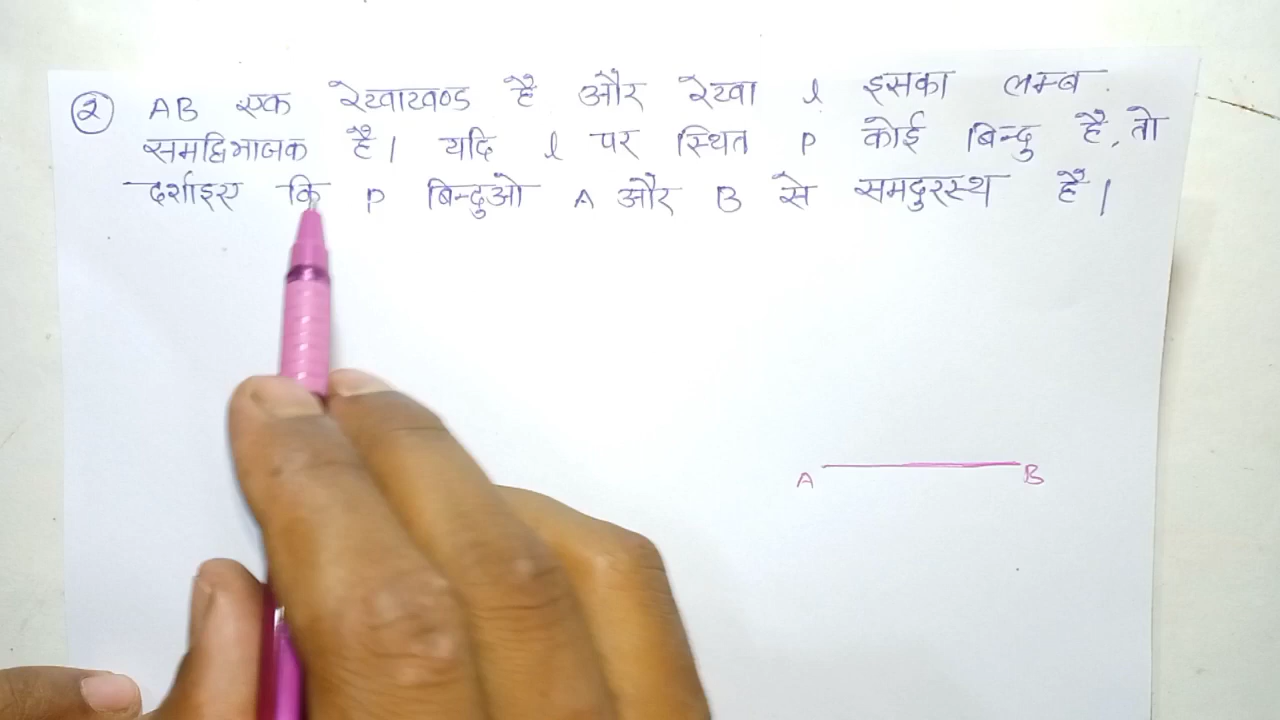 ② AB एक रेखाखण्ड है और रेखा l इसका लम्ब
समद्विभाजक है। यदि l पर स्थित P कोई बिन्दु है, तो
दर्शाइए कि P बिन्दुओ A और B से समदुरस्थ है।
A B